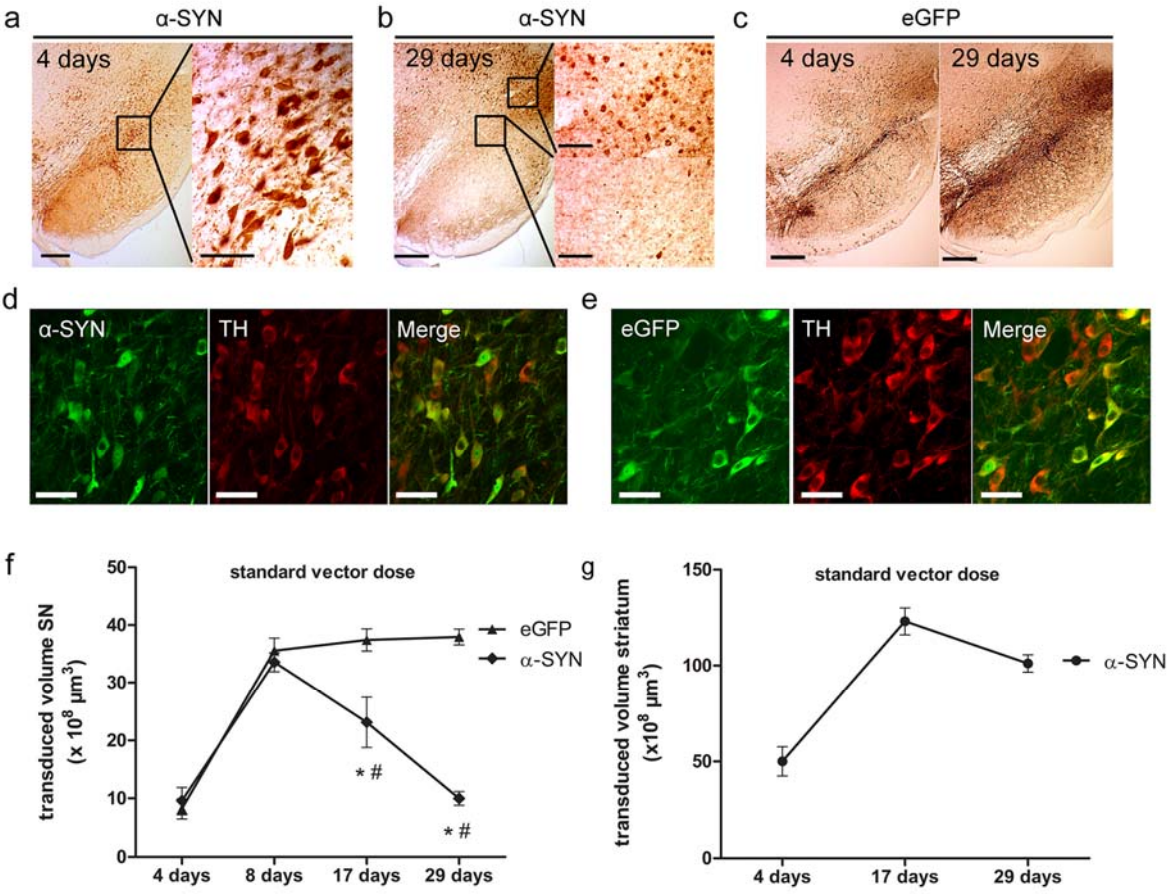 a
α-SYN
4 days
b
α-SYN
29 days
c
eGFP
4 days
29 days
d
α-SYN
TH
Merge
e
eGFP
TH
Merge
f
standard vector dose
transduced volume SN
(x 10⁸ µm³)
50
40
30
20
10
0
eGFP
α-SYN
* #
* #
4 days
8 days
17 days
29 days
g
standard vector dose
transduced volume striatum
(x10⁸ µm³)
150
100
50
0
α-SYN
4 days
17 days
29 days